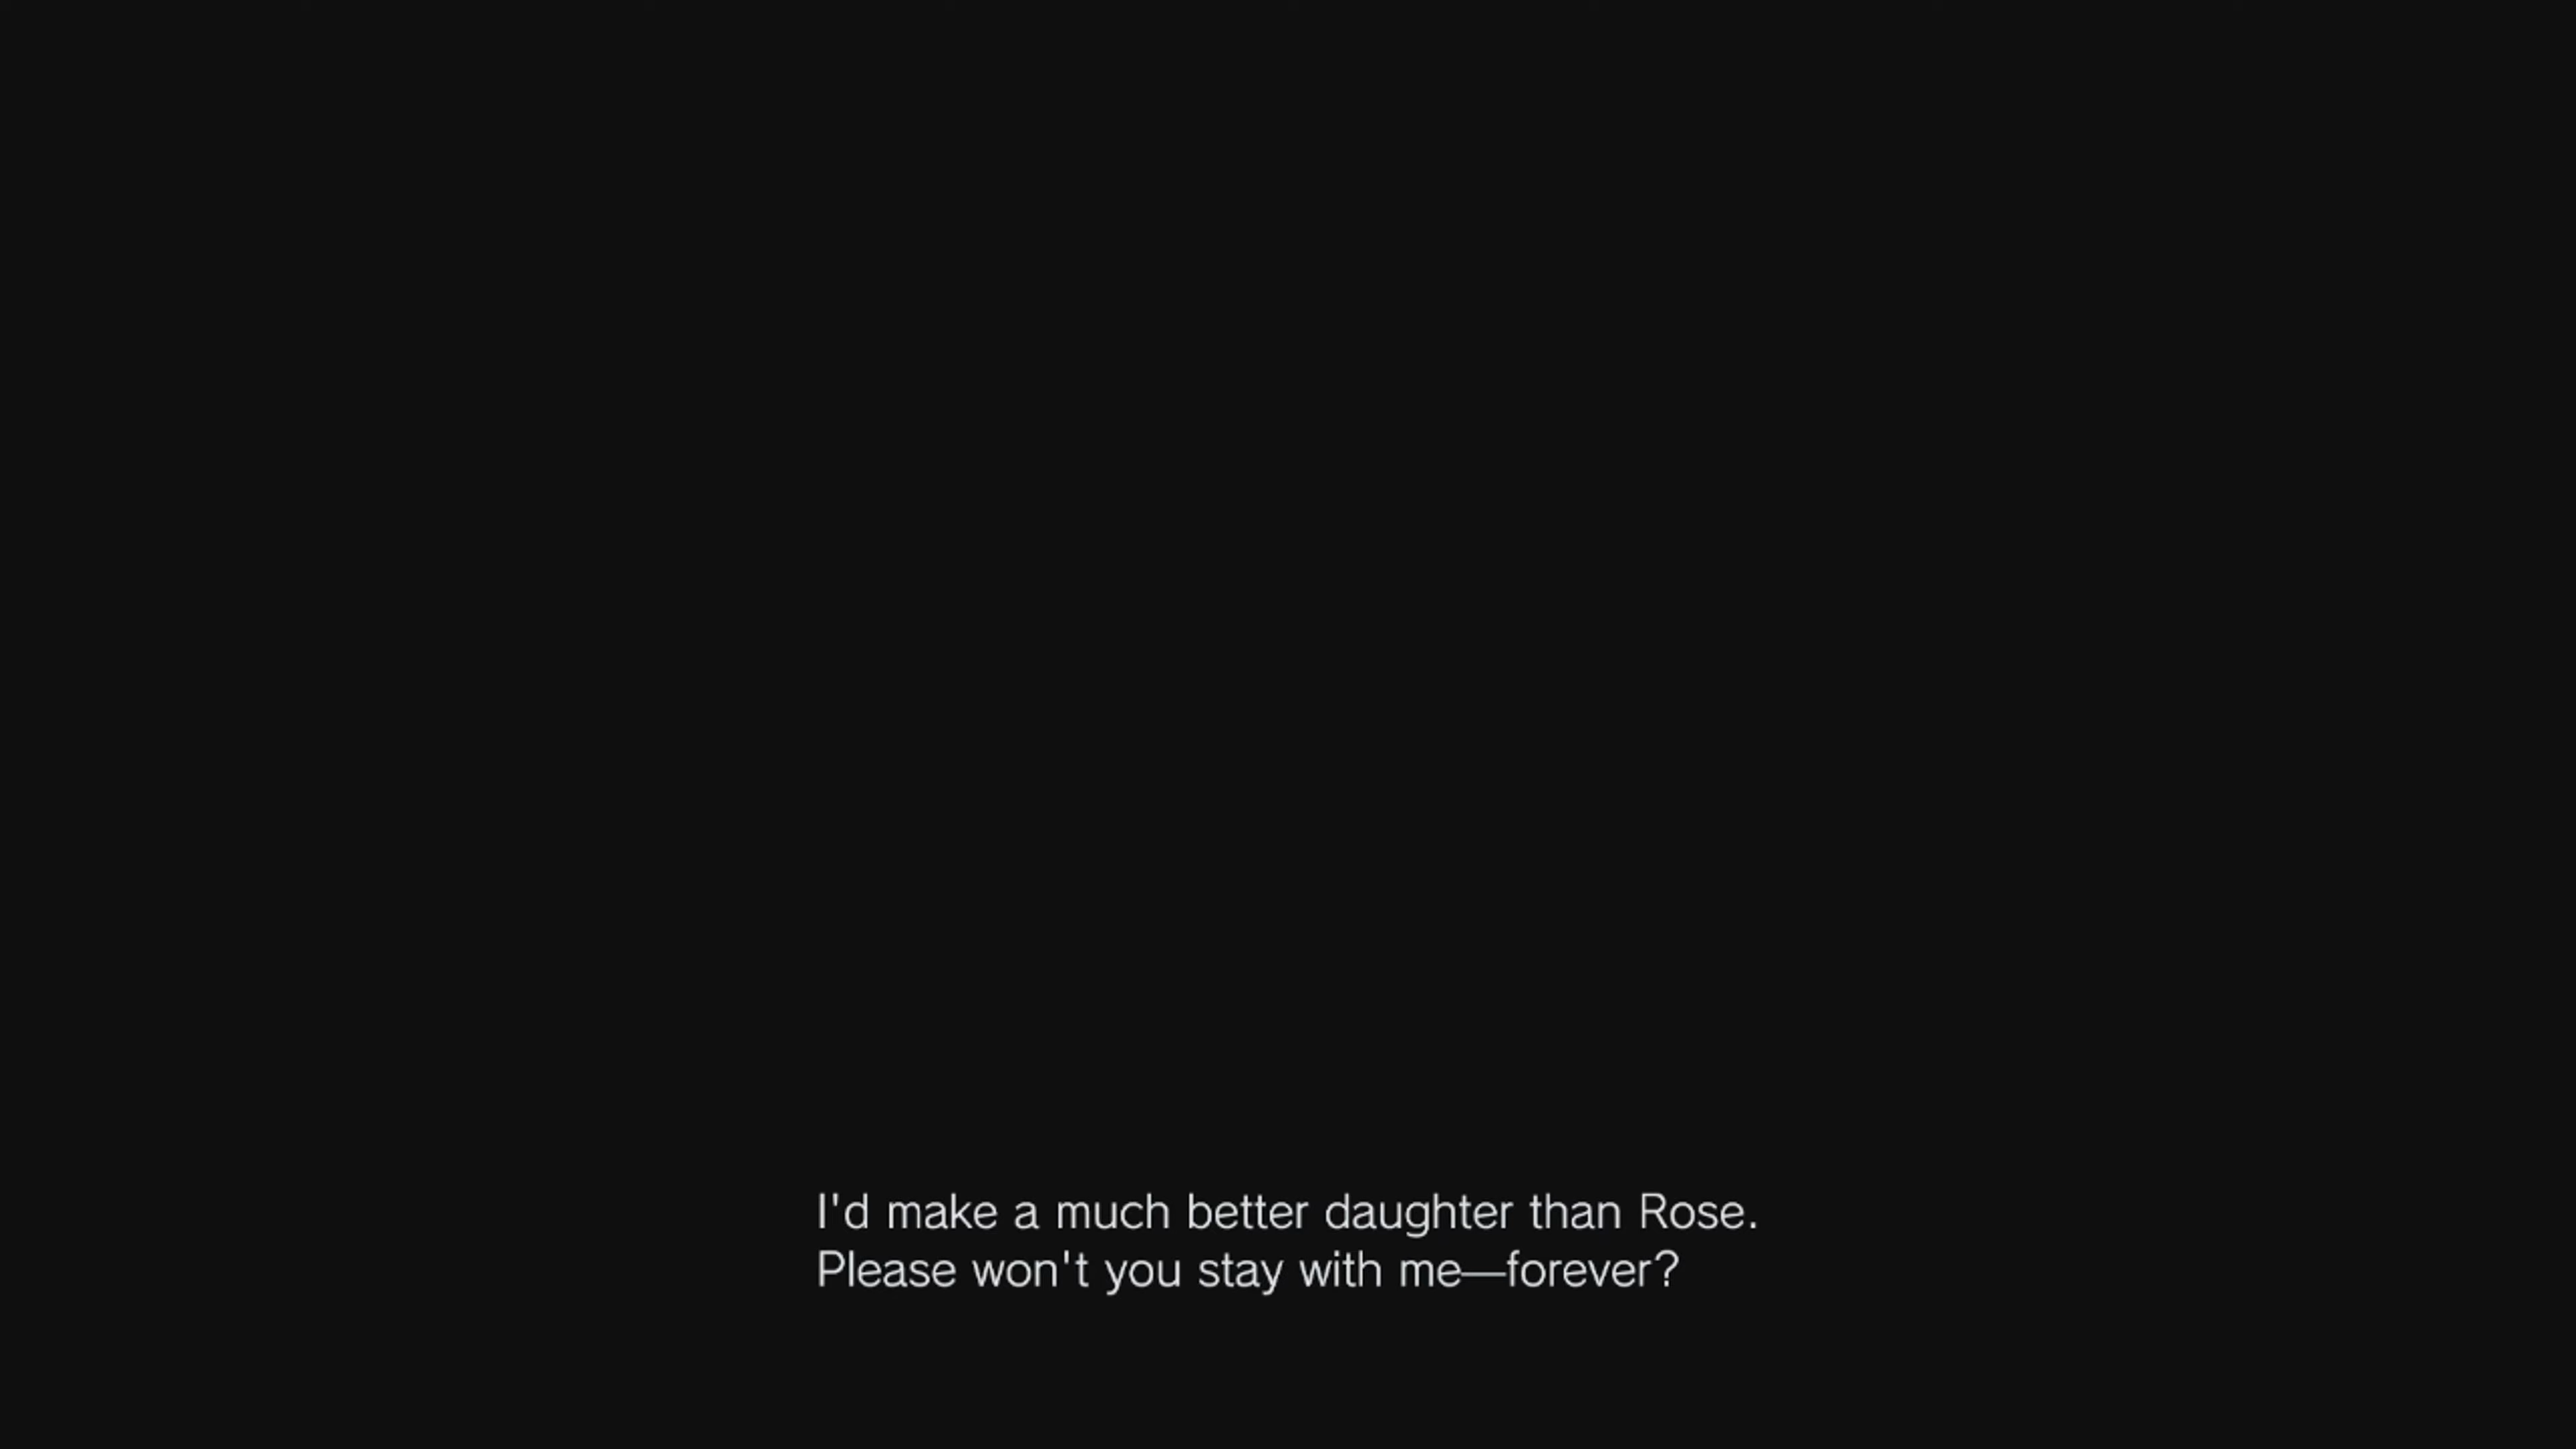 I'd make a much better daughter than Rose.
Please won't you stay with me—forever?